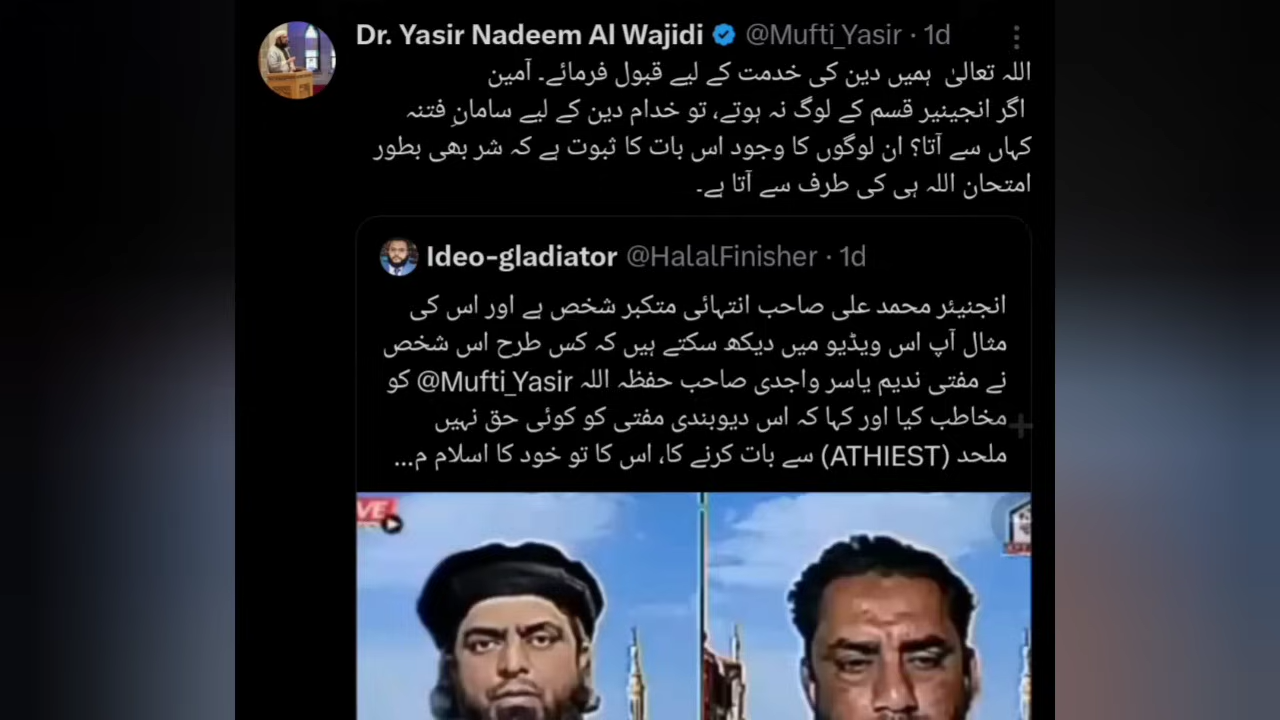 Dr. Yasir Nadeem Al Wajidi @Mufti_Yasir · 1d
اللہ تعالیٰ ہمیں دین کی خدمت کے لیے قبول فرمائے۔ آمین
اگر انجینیر قسم کے لوگ نہ ہوتے، تو خدام دین کے لیے سامانِ فتنہ
کہاں سے آتا؟ ان لوگوں کا وجود اس بات کا ثبوت ہے کہ شر بھی بطور
امتحان اللہ ہی کی طرف سے آتا ہے۔
Ideo-gladiator @HalalFinisher · 1d
انجنیئر محمد علی صاحب انتہائی متکبر شخص ہے اور اس کی
مثال آپ اس ویڈیو میں دیکھ سکتے ہیں کہ کس طرح اس شخص
نے مفتی ندیم یاسر واجدی صاحب حفظہ اللہ @Mufti_Yasir کو
مخاطب کیا اور کہا کہ اس دیوبندی مفتی کو کوئی حق نہیں
ملحد (ATHIEST) سے بات کرنے کا، اس کا تو خود کا اسلام م...
VE